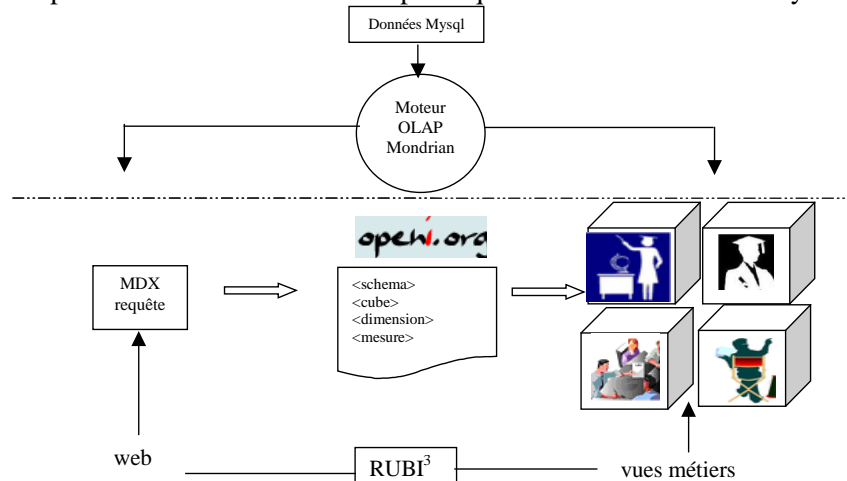 Données Mysql
Moteur
OLAP
Mondrian
openi.org
MDX
requête
<schema>
<cube>
<dimension>
<mesure>
web
RUBI³
vues métiers